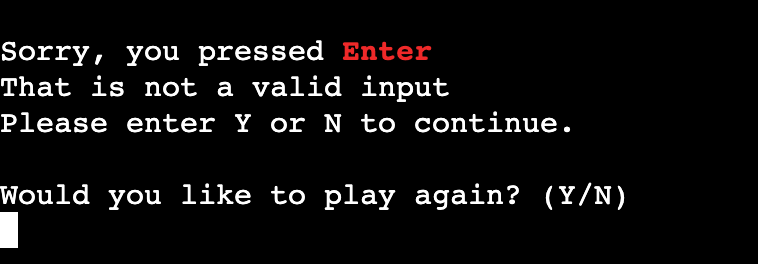 Sorry, you pressed Enter
That is not a valid input
Please enter Y or N to continue.
Would you like to play again? (Y/N)